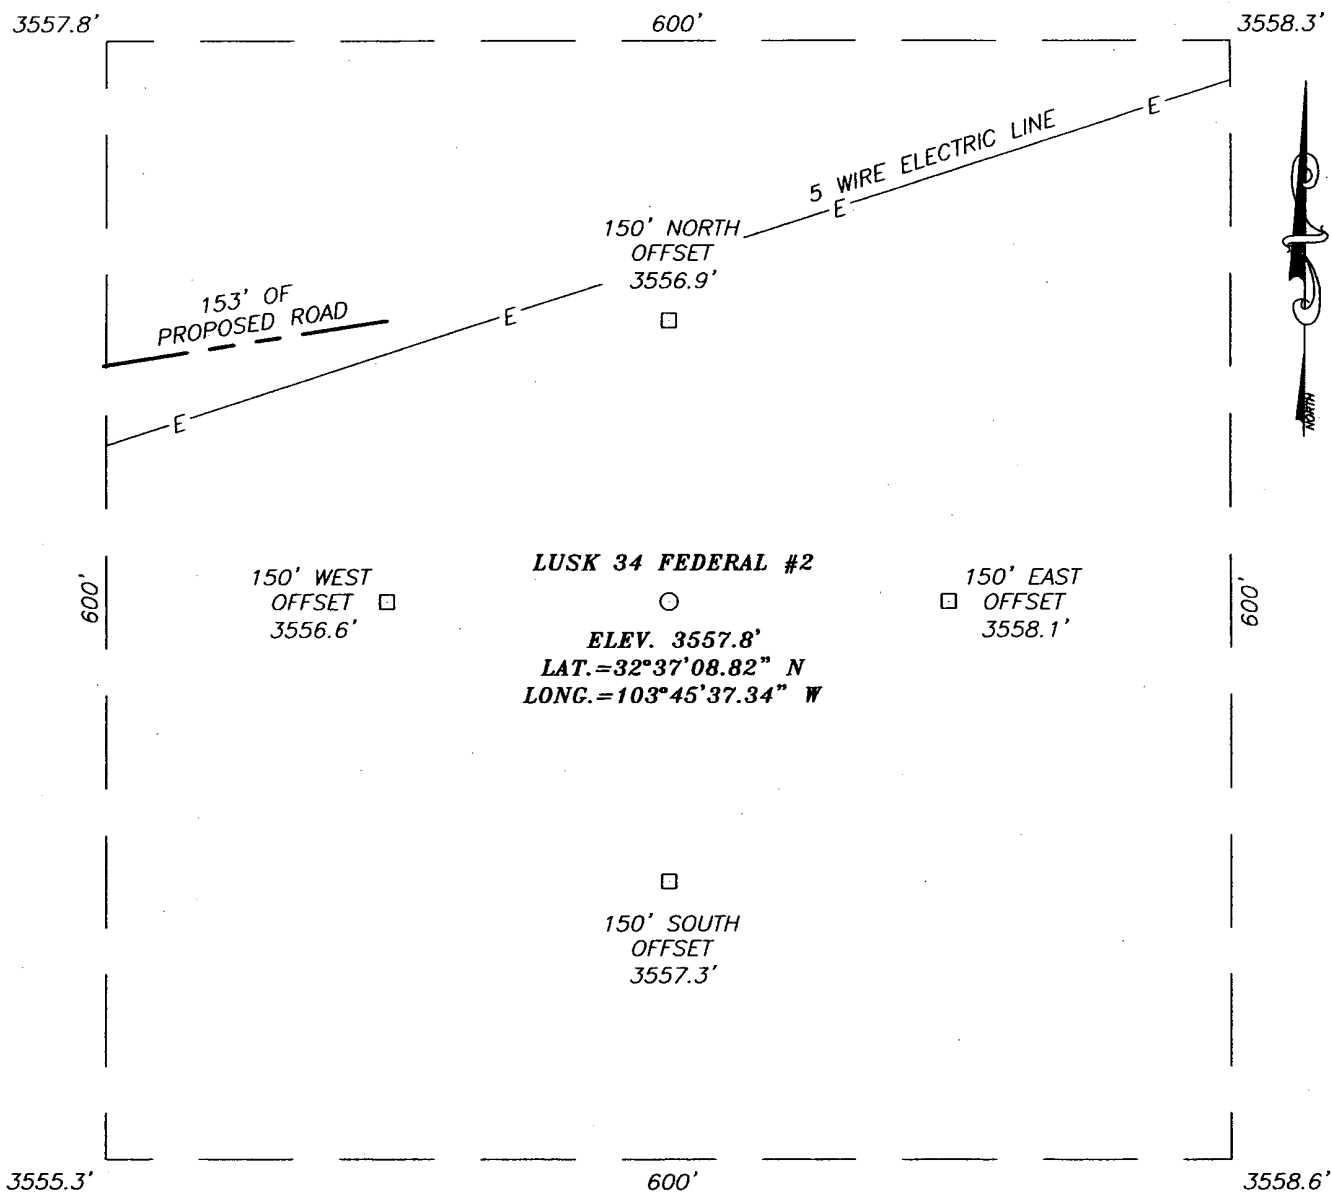 3557.8'
600'
3558.3'
5 WIRE ELECTRIC LINE
E
E
150' NORTH
OFFSET
3556.9'
153' OF
PROPOSED ROAD
E
E
NORTH
LUSK 34 FEDERAL #2
150' WEST
OFFSET
3556.6'
150' EAST
OFFSET
3558.1'
600'
600'
ELEV. 3557.8'
LAT.=32°37'08.82" N
LONG.=103°45'37.34" W
150' SOUTH
OFFSET
3557.3'
3555.3'
600'
3558.6'